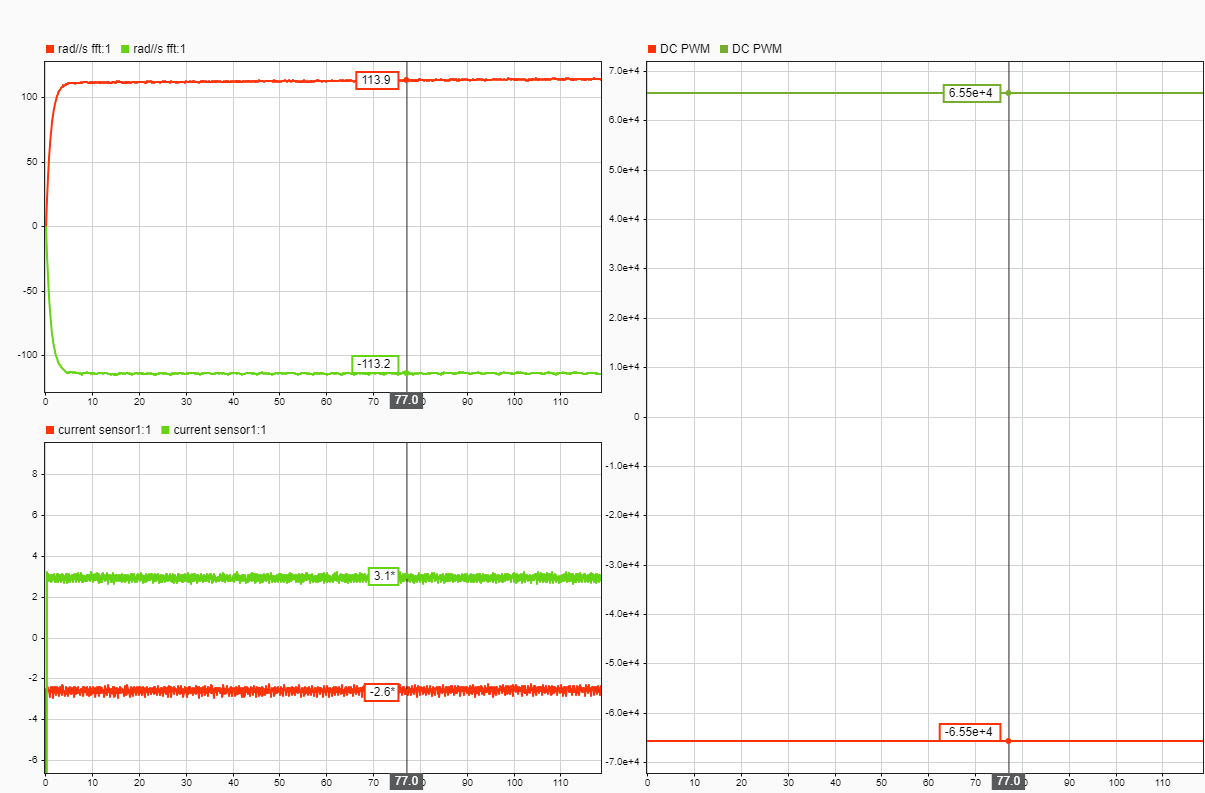 rad//s fft:1 rad//s fft:1
100
50
0
-50
-100
113.9
-113.2
0 10 20 30 40 50 60 70 77.0 90 100 110
current sensor1:1 current sensor1:1
8
6
4
2
0
-2
-4
-6
3.1*
-2.6*
0 10 20 30 40 50 60 70 77.0 90 100 110
DC PWM DC PWM
7.0e+4
6.0e+4
5.0e+4
4.0e+4
3.0e+4
2.0e+4
1.0e+4
0
-1.0e+4
-2.0e+4
-3.0e+4
-4.0e+4
-5.0e+4
-6.0e+4
-7.0e+4
6.55e+4
-6.55e+4
0 10 20 30 40 50 60 70 77.0 90 100 110